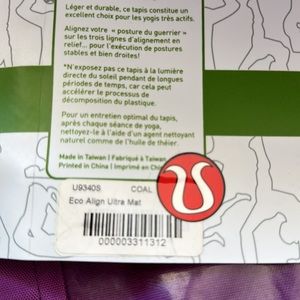 Léger et durable, ce tapis constitue un
excellent choix pour les yogis très actifs.
Alignez votre « posture du guerrier »
sur les trois lignes d'alignement en
relief... pour l'exécution de postures
stables et bien droites!
*N'exposez pas ce tapis à la lumière
directe du soleil pendant de longues
périodes de temps, car cela peut
accélérer le processus de
décomposition du plastique.
Pour un entretien optimal du tapis,
après chaque séance de yoga,
nettoyez-le à l'aide d'un agent nettoyant
naturel comme de l'huile de théier.
Made in Taiwan | Fabriqué à Taiwan
Printed in China | Imprimé en Chine
U9340S COAL
Eco Align Ultra Mat
000003311312